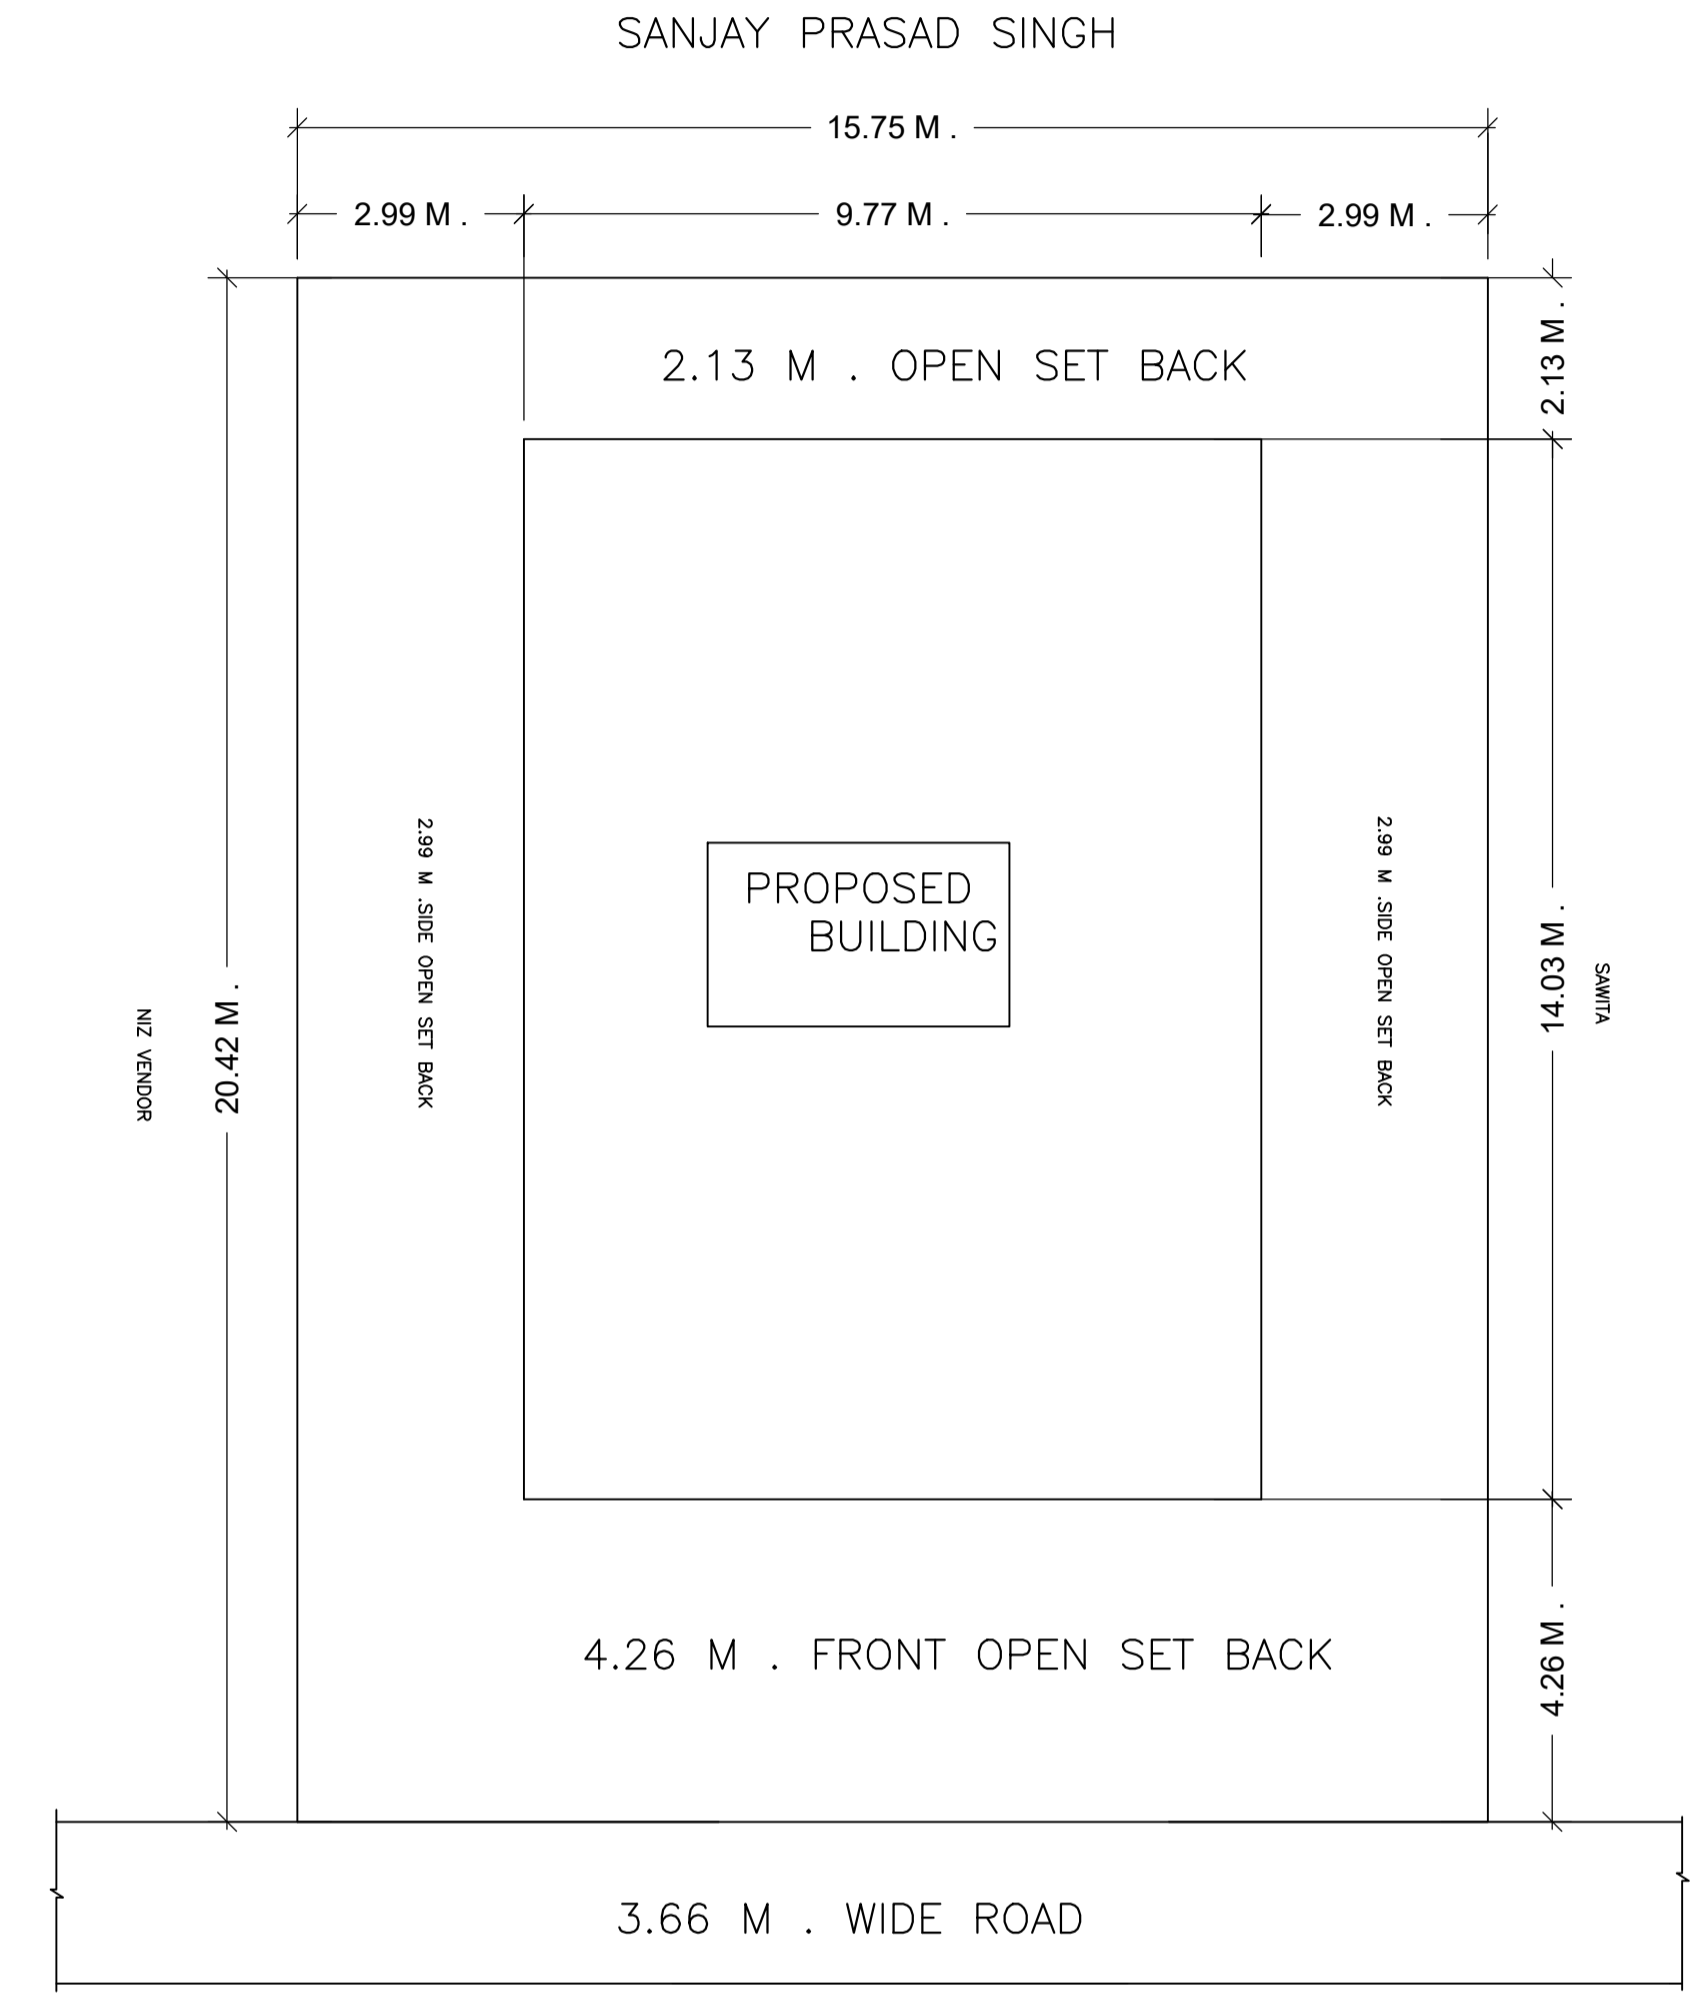 SANJAY PRASAD SINGH
15.75 M .
2.99 M .
9.77 M .
2.99 M .
2.13 M .
2.13 M . OPEN SET BACK
PROPOSED
BUILDING
2.99 M .SIDE OPEN SET BACK
2.99 M .SIDE OPEN SET BACK
14.03 M .
SAWITA
20.42 M .
NIZ VENDOR
4.26 M . FRONT OPEN SET BACK
4.26 M .
3.66 M . WIDE ROAD